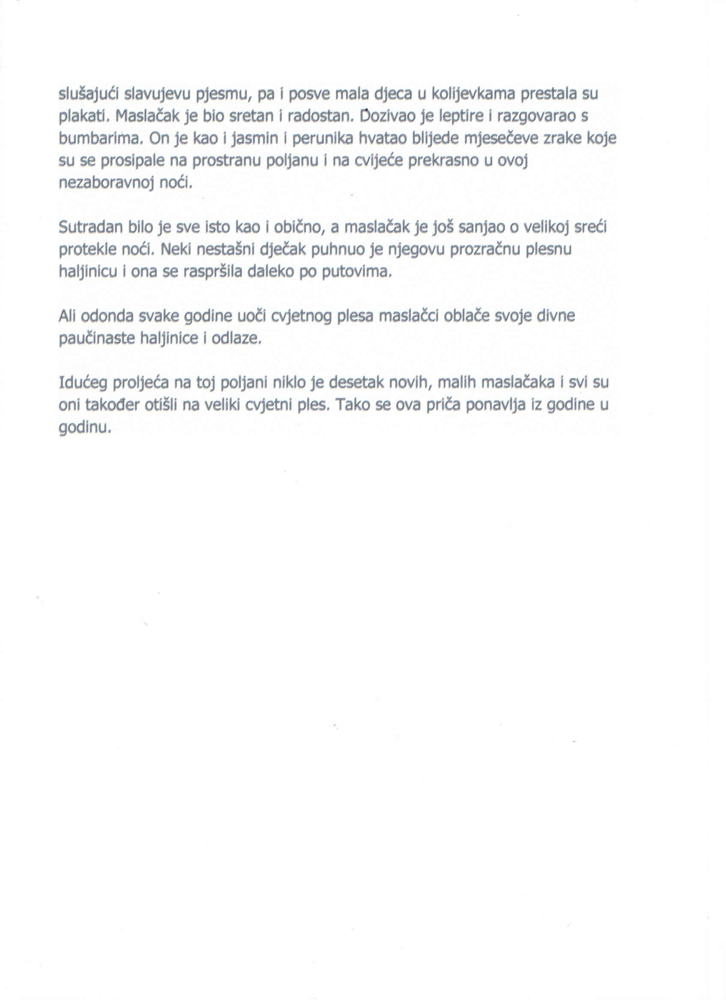 slušajući slavujevu pjesmu, pa i posve mala djeca u kolijevkama prestala su
plakati. Maslačak je bio sretan i radostan. Dozivao je leptire i razgovarao s
bumbarima. On je kao i jasmin i perunika hvatao blijede mjesečeve zrake koje
su se prosipale na prostranu poljanu i na cvijeće prekrasno u ovoj
nezaboravnoj noći.
Sutradan bilo je sve isto kao i obično, a maslačak je još sanjao o velikoj sreći
protekle noći. Neki nestašni dječak puhnuo je njegovu prozračnu plesnu
haljinicu i ona se raspršila daleko po putovima.
Ali odonda svake godine uoči cvjetnog plesa maslačci oblače svoje divne
paučinaste haljinice i odlaze.
Idućeg proljeća na toj poljani niklo je desetak novih, malih maslačaka i svi su
oni također otišli na veliki cvjetni ples. Tako se ova priča ponavlja iz godine u
godinu.